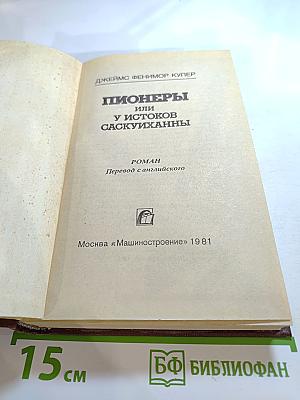 ДЖЕЙМС ФЕНИМОР КУПЕР
ПИОНЕРЫ
ИЛИ
У ИСТОКОВ
САСКУИХАННЫ
РОМАН
Перевод с английского
Москва «Машиностроение» 1981
15 см
БФ БИБЛИОФАН